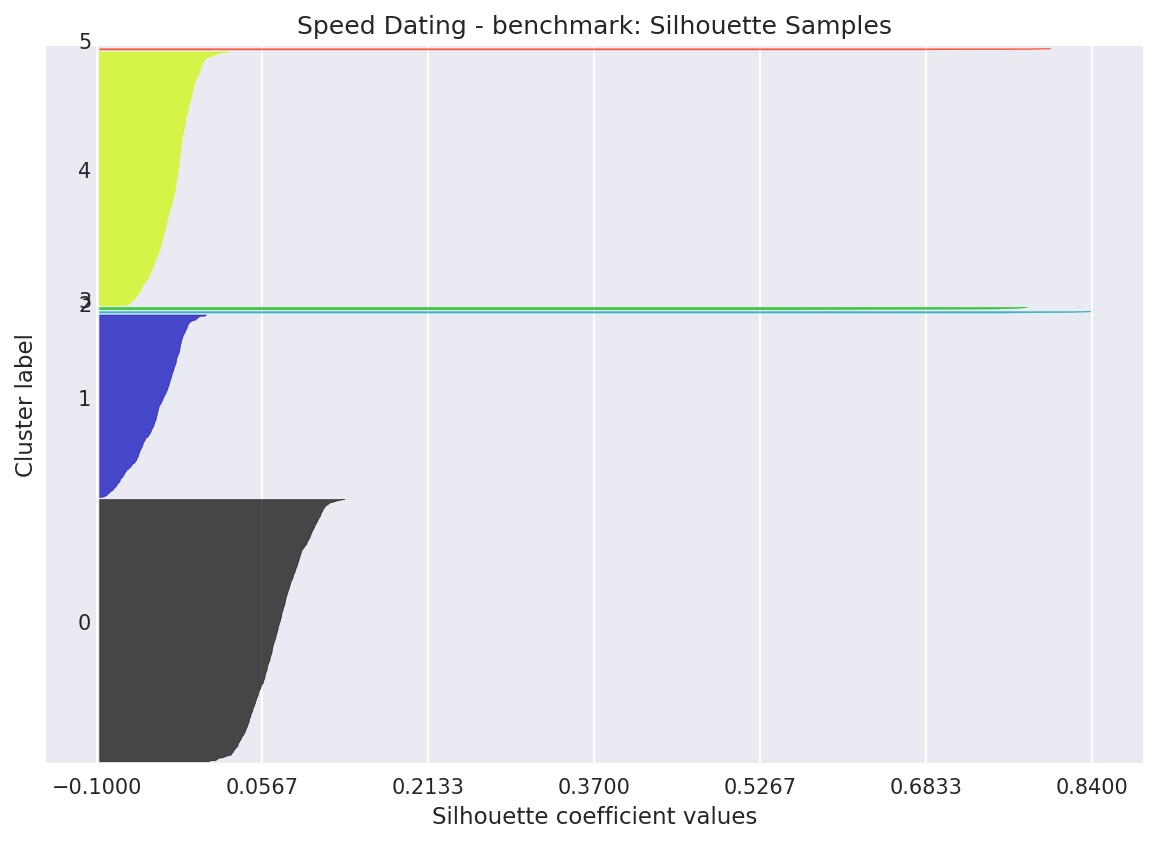 Speed Dating - benchmark: Silhouette Samples
5
4
3
2
1
0
Cluster label
−0.1000 0.0567 0.2133 0.3700 0.5267 0.6833 0.8400
Silhouette coefficient values